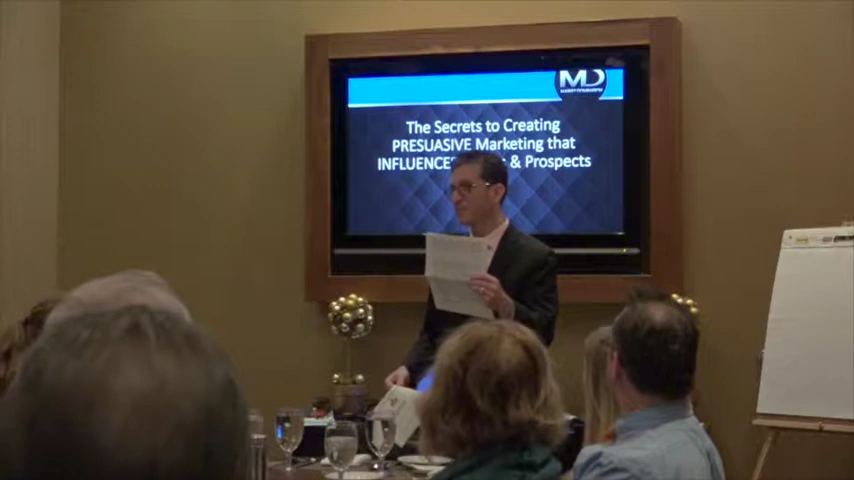 MD
The Secrets to Creating
PRESUASIVE Marketing that
INFLUENCES & Prospects